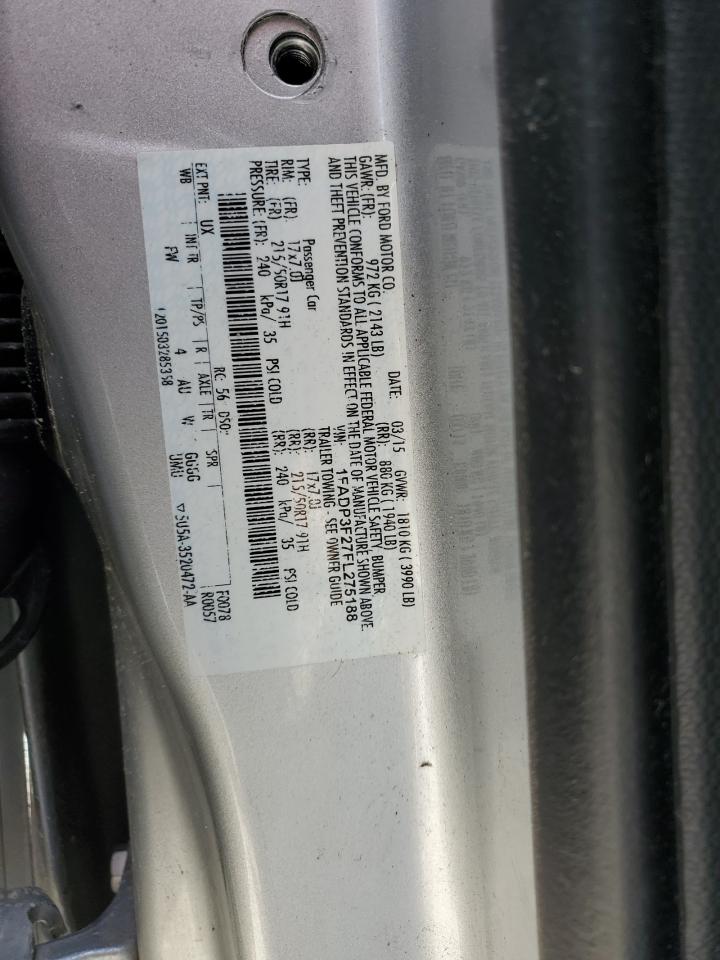 MFD. BY FORD MOTOR CO. DATE: 03/15 GVWR: 1810 KG ( 3990 LB)
GAWR: (FR): 972 KG ( 2143 LB) (RR): 880 KG ( 1940 LB)
THIS VEHICLE CONFORMS TO ALL APPLICABLE FEDERAL MOTOR VEHICLE SAFETY, BUMPER
AND THEFT PREVENTION STANDARDS IN EFFECT ON THE DATE OF MANUFACTURE SHOWN ABOVE.
VIN: 1FADP3F27FL275188
TYPE: Passenger Car TRAILER TOWING - SEE OWNER GUIDE
RIM: (FR): 17x7.0J (RR): 17x7.0J
TIRE: (FR): 215/50R17 91H (RR): 215/50R17 91H
PRESSURE: (FR): 240 kPa/ 35 PSI COLD (RR): 240 kPa/ 35 PSI COLD
EXT PNT: UX RC: 56 DSO: F0078
WB INT TR TP/PS R AXLE TR SPR R0057
FW 4 AU GGGG UMU
5U5A-3520472-AA